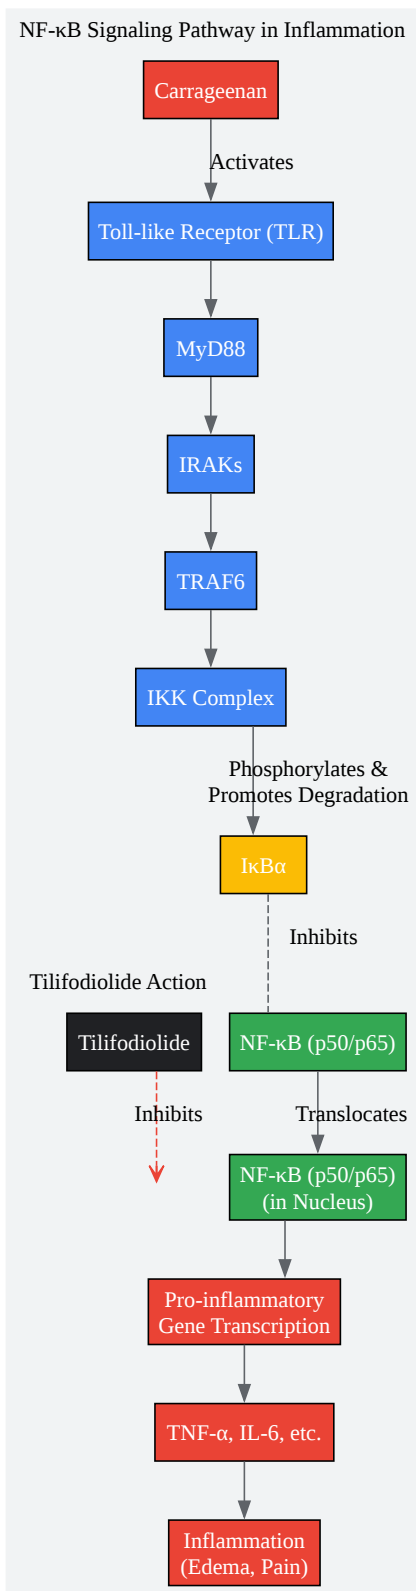 NF-κB Signaling Pathway in Inflammation
Carrageenan
Activates
Toll-like Receptor (TLR)
MyD88
IRAKs
TRAF6
IKK Complex
Phosphorylates &
Promotes Degradation
IκBα
Inhibits
Tilifodiolide Action
Tilifodiolide
NF-κB (p50/p65)
Inhibits
Translocates
NF-κB (p50/p65)
(in Nucleus)
Pro-inflammatory
Gene Transcription
TNF-α, IL-6, etc.
Inflammation
(Edema, Pain)